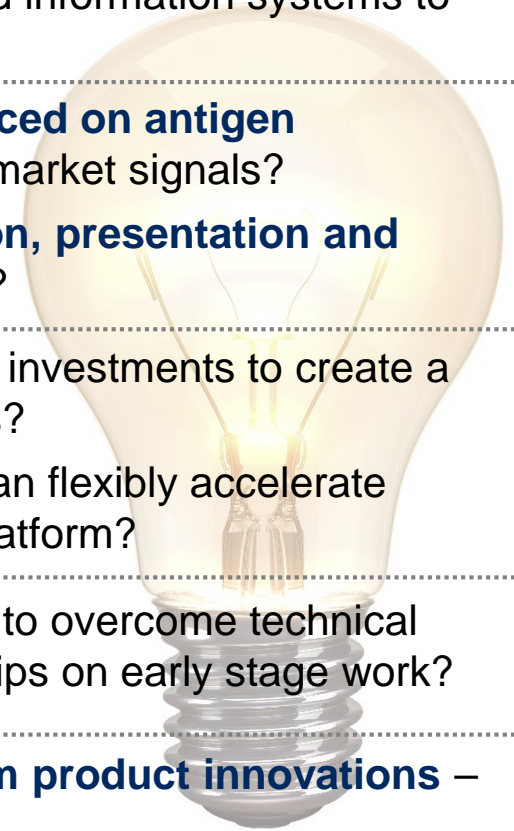 information systems to
ced on antigen
market signals?
on, presentation and
?
investments to create a
?
an flexibly accelerate
atform?
to overcome technical
ips on early stage work?
m product innovations –